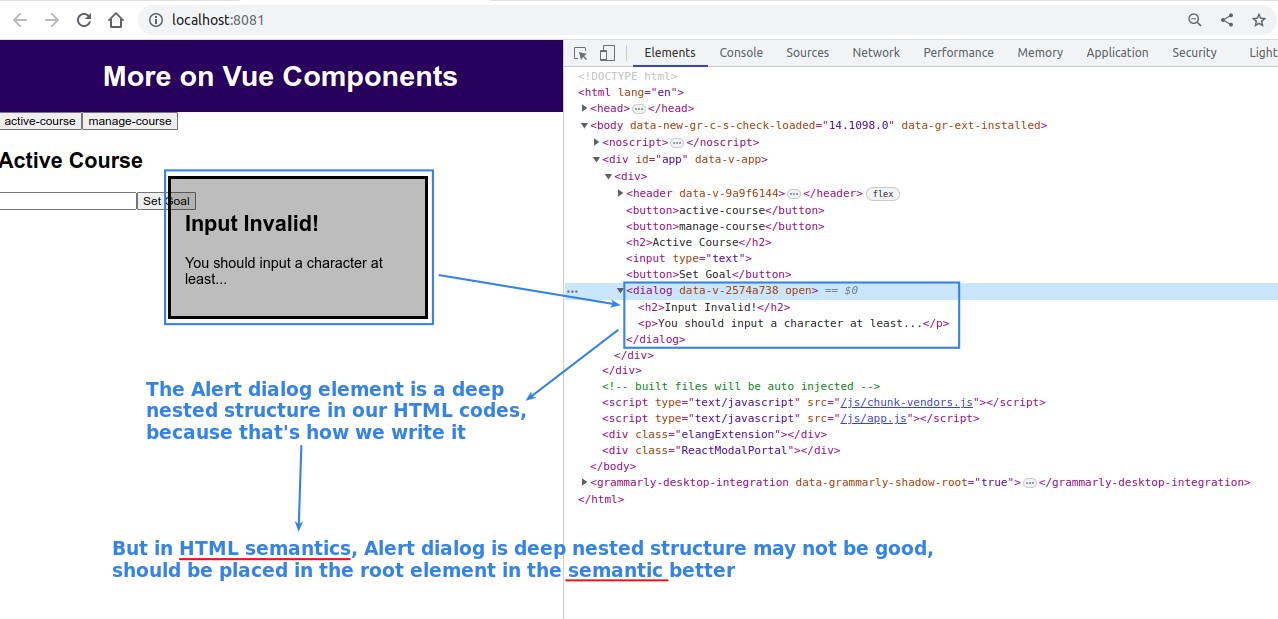 localhost:8081
More on Vue Components
active-course manage-course
Active Course
Set Goal
Input Invalid!
You should input a character at
least...
The Alert dialog element is a deep
nested structure in our HTML codes,
because that's how we write it
But in HTML semantics, Alert dialog is deep nested structure may not be good,
should be placed in the root element in the semantic better
Elements Console Sources Network Performance Memory Application Security Light
<!DOCTYPE html>
<html lang="en">
<head>…</head>
<body data-new-gr-c-s-check-loaded="14.1098.0" data-gr-ext-installed>
<noscript>…</noscript>
<div id="app" data-v-app>
<div>
<header data-v-9a9f6144>…</header> flex
<button>active-course</button>
<button>manage-course</button>
<h2>Active Course</h2>
<input type="text">
<button>Set Goal</button>
<dialog data-v-2574a738 open> == $0
<h2>Input Invalid!</h2>
<p>You should input a character at least...</p>
</dialog>
</div>
</div>
<!-- built files will be auto injected -->
<script type="text/javascript" src="/js/chunk-vendors.js"></script>
<script type="text/javascript" src="/js/app.js"></script>
<div class="elangExtension"></div>
<div class="ReactModalPortal"></div>
</body>
<grammarly-desktop-integration data-grammarly-shadow-root="true">…</grammarly-desktop-integration>
</html>